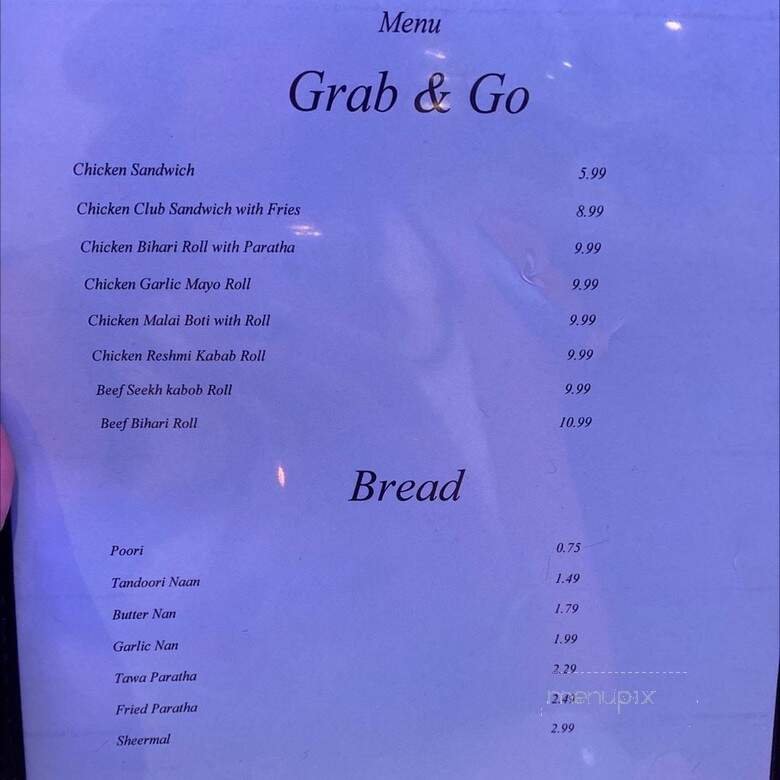 Menu
Grab & Go
Chicken Sandwich 5.99
Chicken Club Sandwich with Fries 8.99
Chicken Bihari Roll with Paratha 9.99
Chicken Garlic Mayo Roll 9.99
Chicken Malai Boti with Roll 9.99
Chicken Reshmi Kabab Roll 9.99
Beef Seekh kabob Roll 9.99
Beef Bihari Roll 10.99
Bread
Poori 0.75
Tandoori Naan 1.49
Butter Nan 1.79
Garlic Nan 1.99
Tawa Paratha 2.29
Fried Paratha 2.49
Sheermal 2.99
menupix